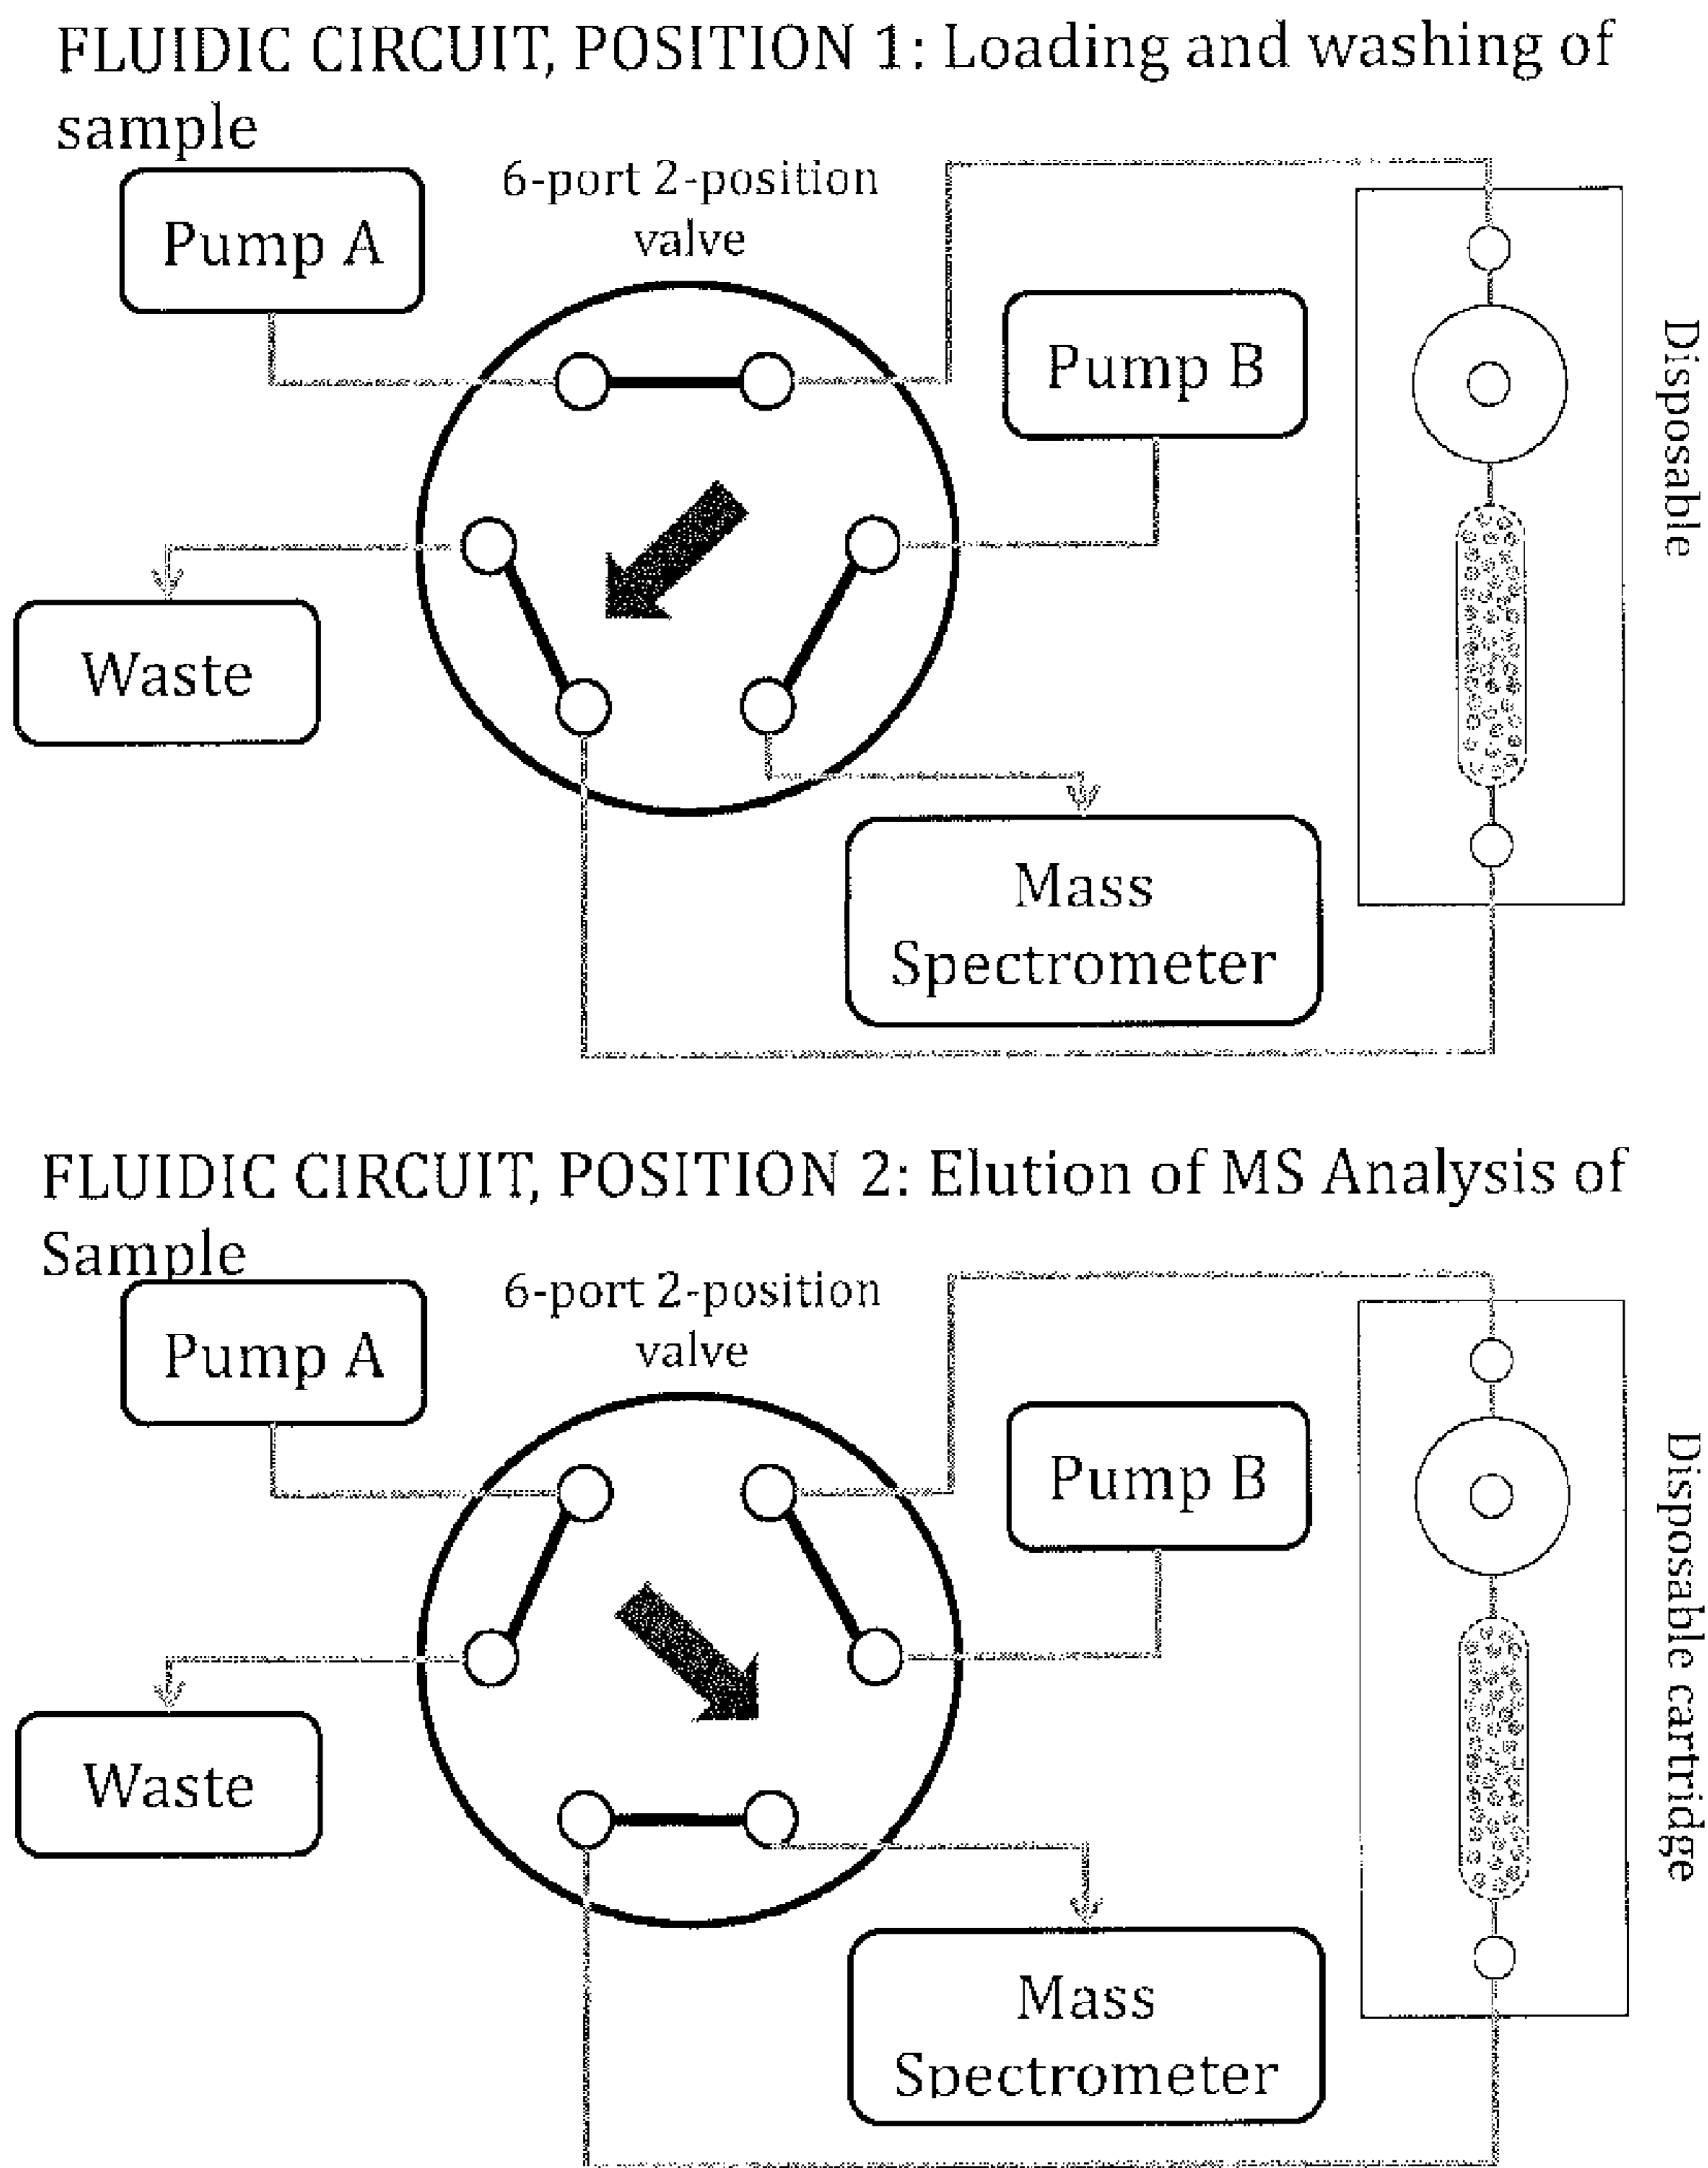 FLUIDIC CIRCUIT, POSITION 1: Loading and washing of
sample
6-port 2-position
valve
Pump A
Pump B
Disposable
Waste
Mass
Spectrometer
FLUIDIC CIRCUIT, POSITION 2: Elution of MS Analysis of
Sample
6-port 2-position
valve
Pump A
Pump B
Disposable cartridge
Waste
Mass
Spectrometer